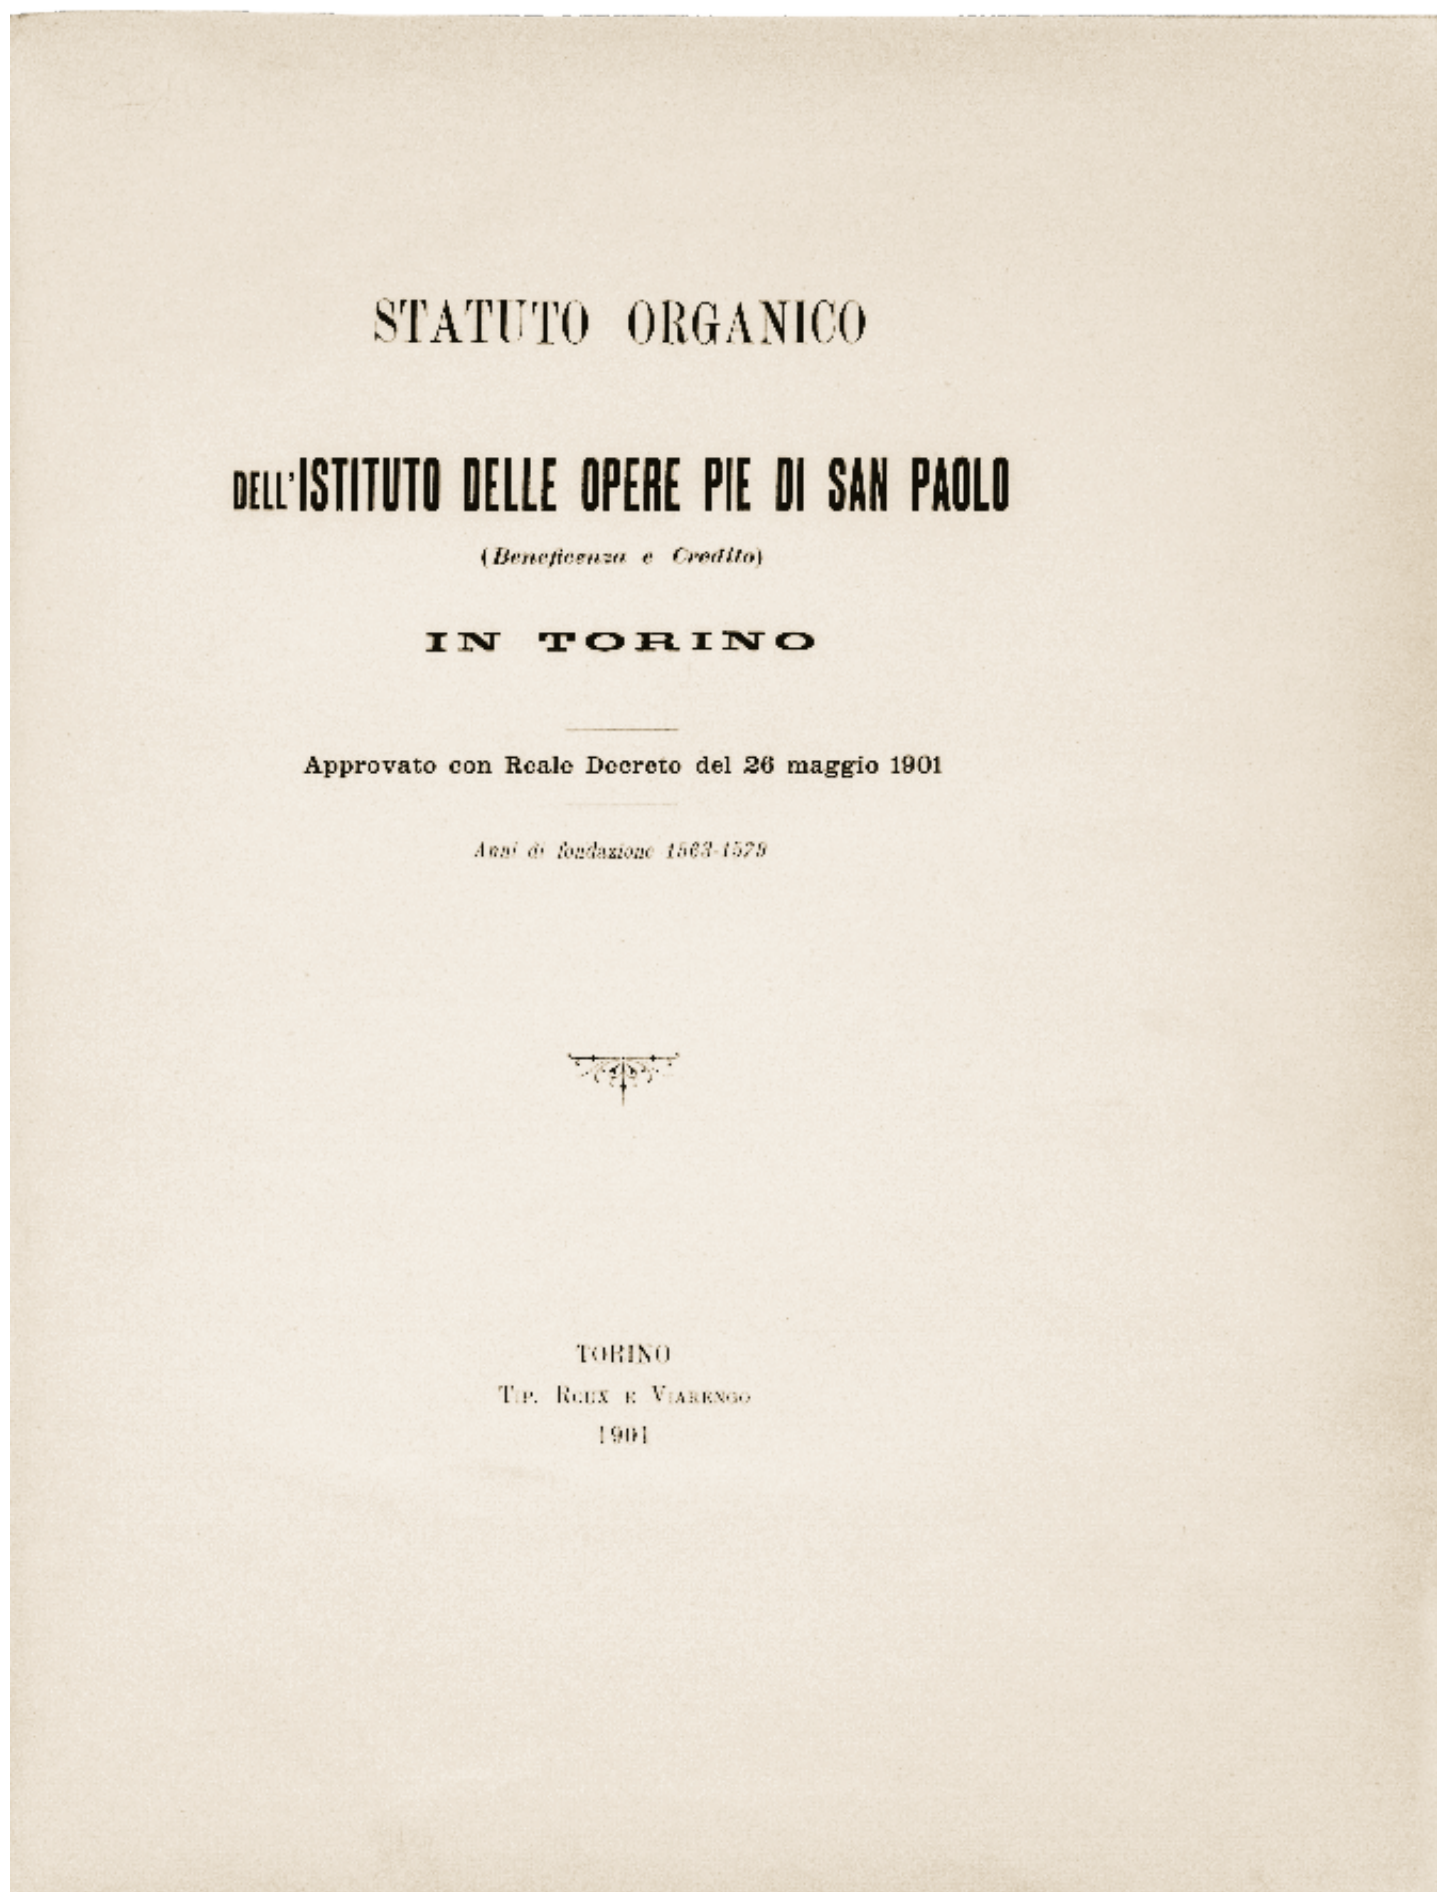 STATUTO ORGANICO
DELL'ISTITUTO DELLE OPERE PIE DI SAN PAOLO
(Beneficenza e Credito)
IN TORINO
Approvato con Reale Decreto del 26 maggio 1901
Anni di fondazione 1563-1579
TORINO
Tip. Roux e Viarengo
1901